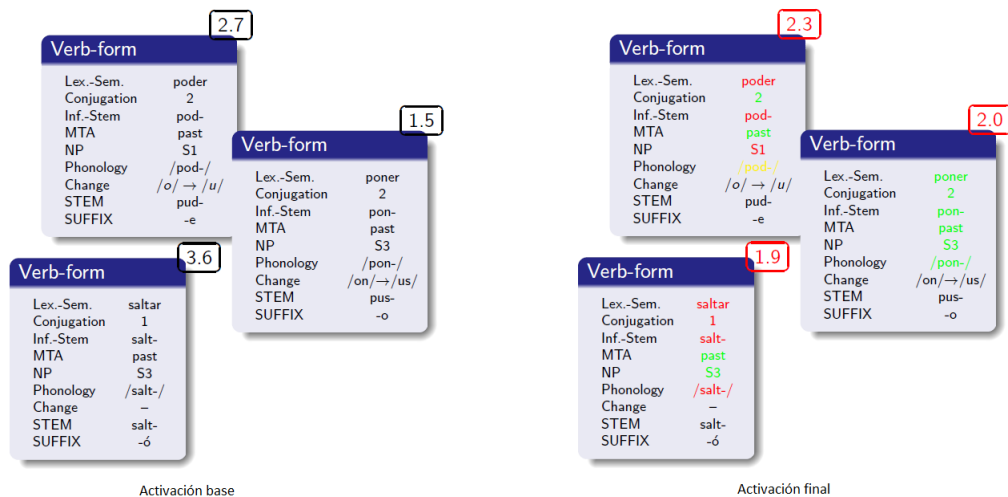 2.7
Verb-form
Lex.-Sem. poder
Conjugation 2
Inf.-Stem pod-
MTA past
NP S1
Phonology /pod-/
Change /o/ → /u/
STEM pud-
SUFFIX -e
1.5
Verb-form
Lex.-Sem. poner
Conjugation 2
Inf.-Stem pon-
MTA past
NP S3
Phonology /pon-/
Change /on/→/us/
STEM pus-
SUFFIX -o
3.6
Verb-form
Lex.-Sem. saltar
Conjugation 1
Inf.-Stem salt-
MTA past
NP S3
Phonology /salt-/
Change –
STEM salt-
SUFFIX -ó
Activación base
2.3
Verb-form
Lex.-Sem. poder
Conjugation 2
Inf.-Stem pod-
MTA past
NP S1
Phonology /pod-/
Change /o/ → /u/
STEM pud-
SUFFIX -e
2.0
Verb-form
Lex.-Sem. poner
Conjugation 2
Inf.-Stem pon-
MTA past
NP S3
Phonology /pon-/
Change /on/→/us/
STEM pus-
SUFFIX -o
1.9
Verb-form
Lex.-Sem. saltar
Conjugation 1
Inf.-Stem salt-
MTA past
NP S3
Phonology /salt-/
Change –
STEM salt-
SUFFIX -ó
Activación final